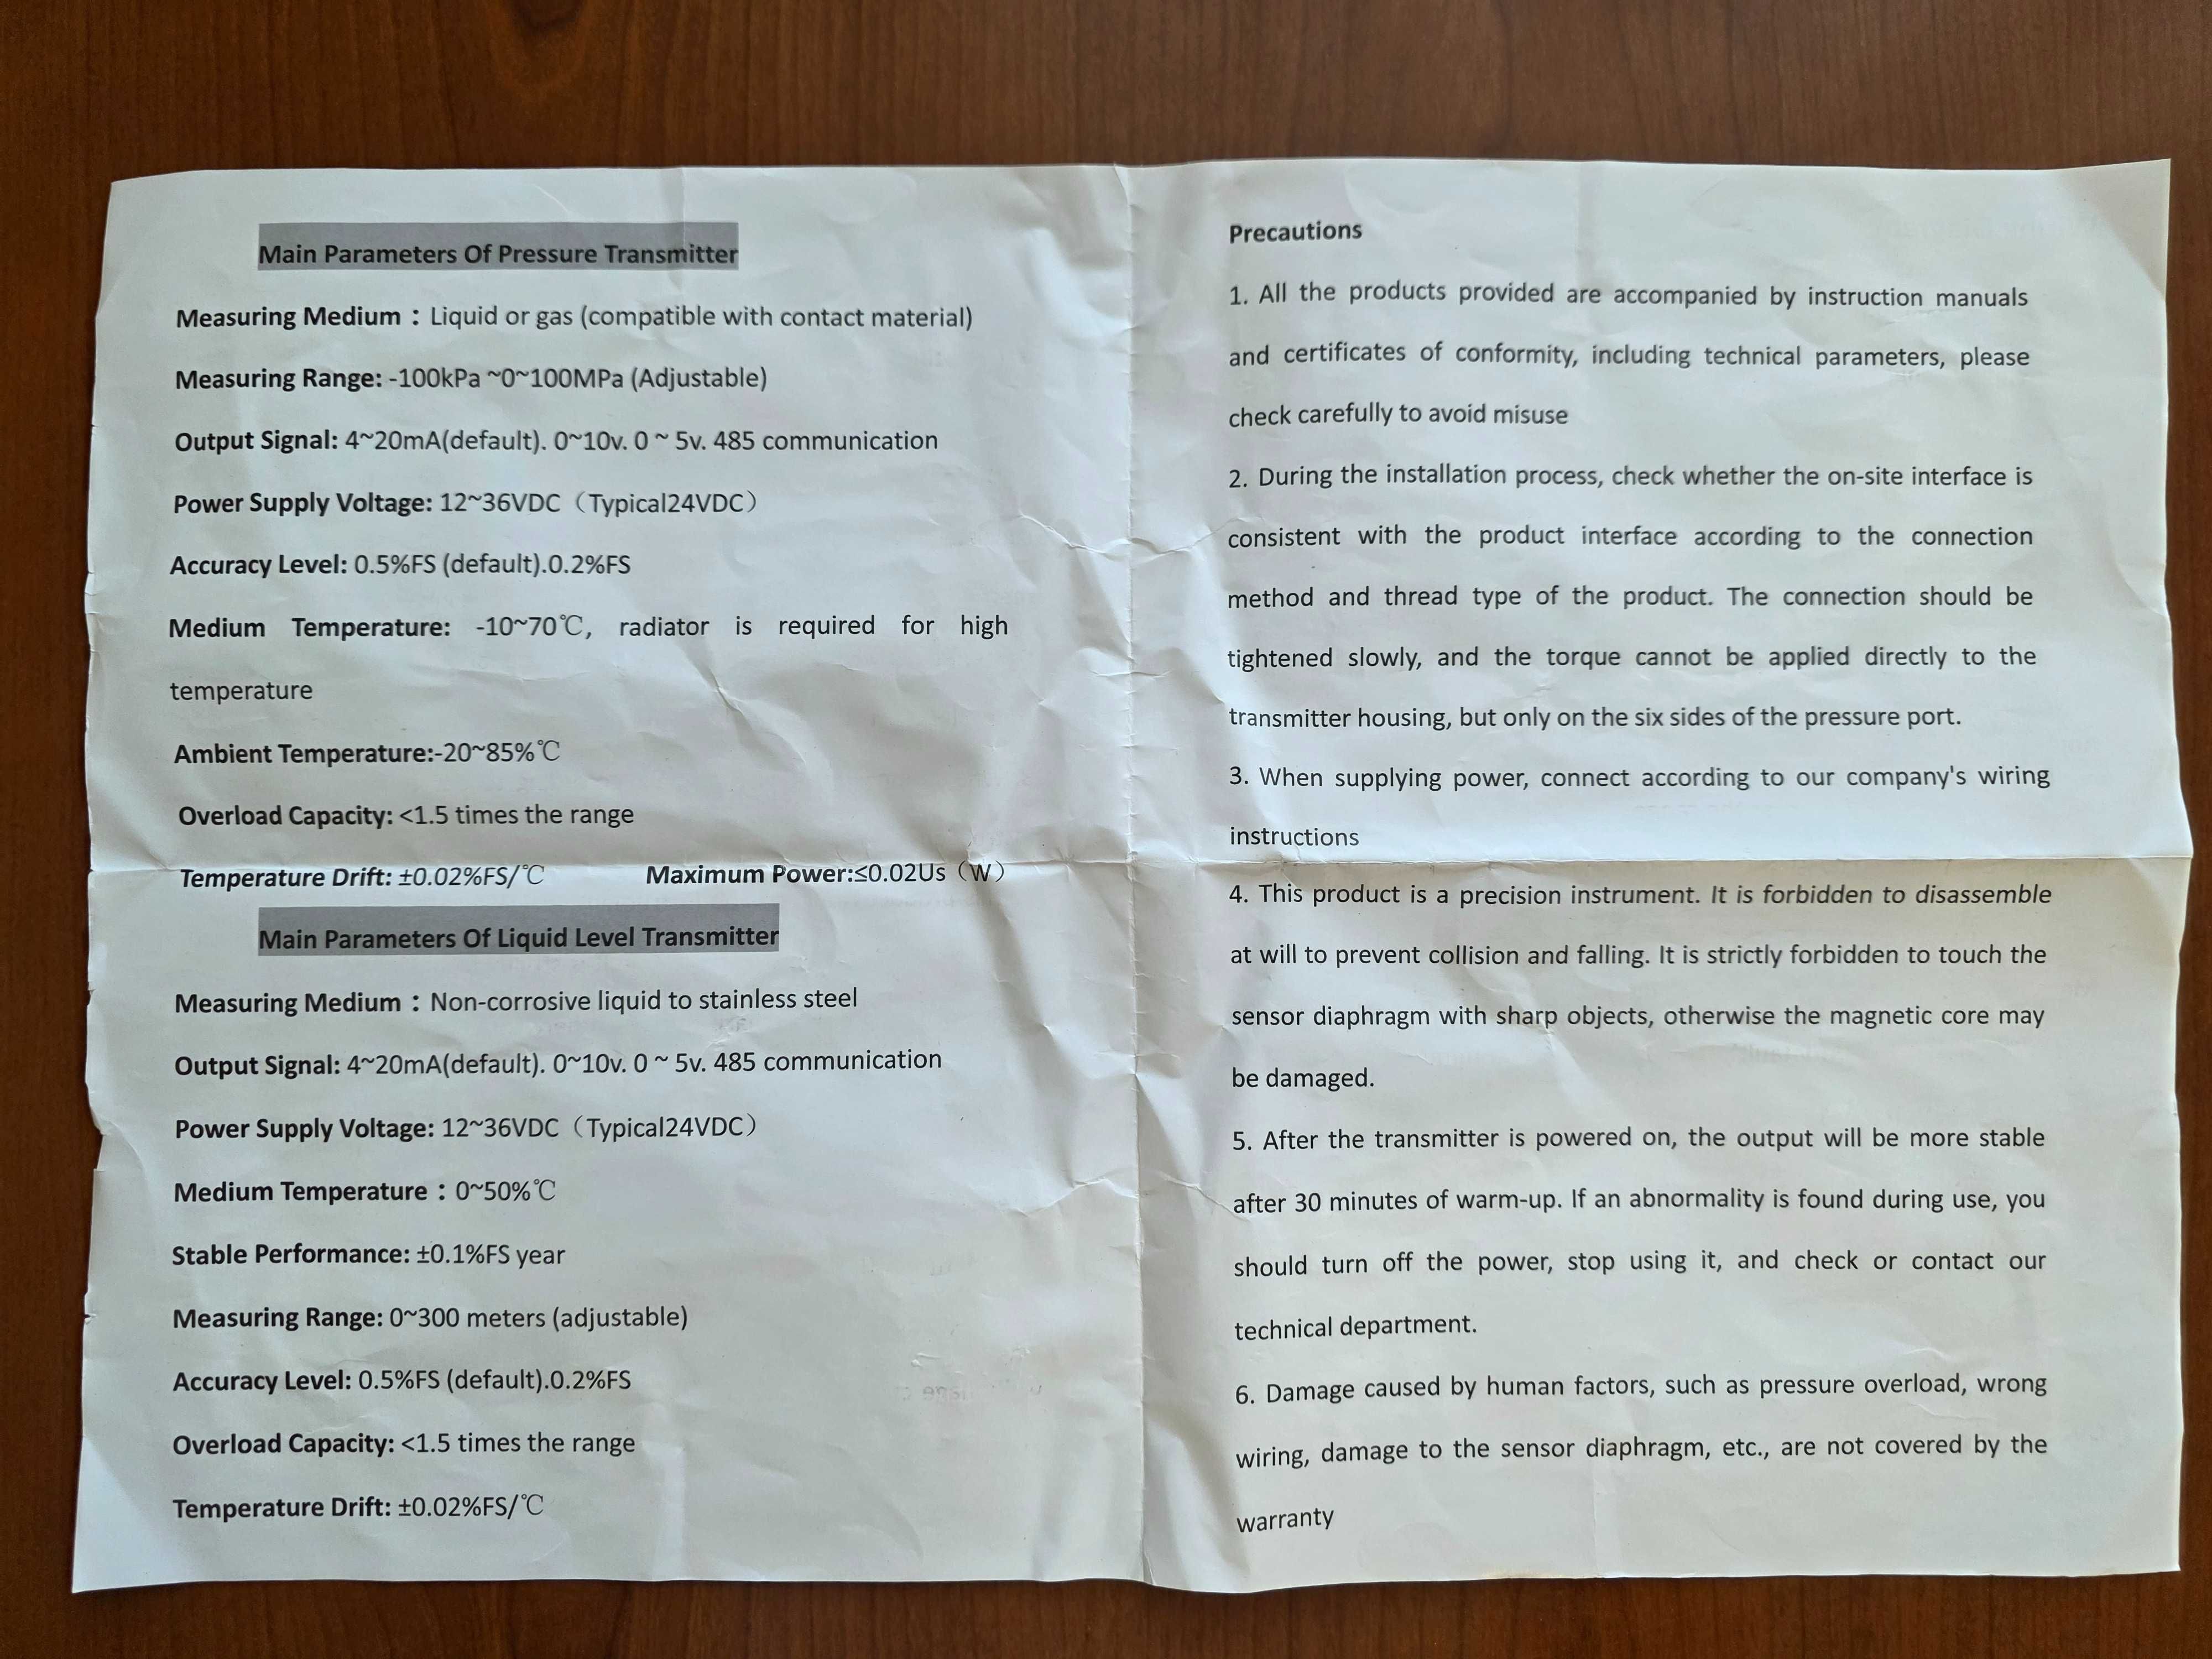 Main Parameters Of Pressure Transmitter
Measuring Medium：Liquid or gas (compatible with contact material)
Measuring Range: -100kPa ~0~100MPa (Adjustable)
Output Signal: 4~20mA(default). 0~10v. 0 ~ 5v. 485 communication
Power Supply Voltage: 12~36VDC（Typical24VDC）
Accuracy Level: 0.5%FS (default).0.2%FS
Medium Temperature: -10~70℃, radiator is required for high
temperature
Ambient Temperature:-20~85%℃
Overload Capacity: <1.5 times the range
Temperature Drift: ±0.02%FS/℃ Maximum Power:≤0.02Us（W）
Main Parameters Of Liquid Level Transmitter
Measuring Medium：Non-corrosive liquid to stainless steel
Output Signal: 4~20mA(default). 0~10v. 0 ~ 5v. 485 communication
Power Supply Voltage: 12~36VDC（Typical24VDC）
Medium Temperature：0~50%℃
Stable Performance: ±0.1%FS year
Measuring Range: 0~300 meters (adjustable)
Accuracy Level: 0.5%FS (default).0.2%FS
Overload Capacity: <1.5 times the range
Temperature Drift: ±0.02%FS/℃
Precautions
1. All the products provided are accompanied by instruction manuals
and certificates of conformity, including technical parameters, please
check carefully to avoid misuse
2. During the installation process, check whether the on-site interface is
consistent with the product interface according to the connection
method and thread type of the product. The connection should be
tightened slowly, and the torque cannot be applied directly to the
transmitter housing, but only on the six sides of the pressure port.
3. When supplying power, connect according to our company's wiring
instructions
4. This product is a precision instrument. It is forbidden to disassemble
at will to prevent collision and falling. It is strictly forbidden to touch the
sensor diaphragm with sharp objects, otherwise the magnetic core may
be damaged.
5. After the transmitter is powered on, the output will be more stable
after 30 minutes of warm-up. If an abnormality is found during use, you
should turn off the power, stop using it, and check or contact our
technical department.
6. Damage caused by human factors, such as pressure overload, wrong
wiring, damage to the sensor diaphragm, etc., are not covered by the
warranty